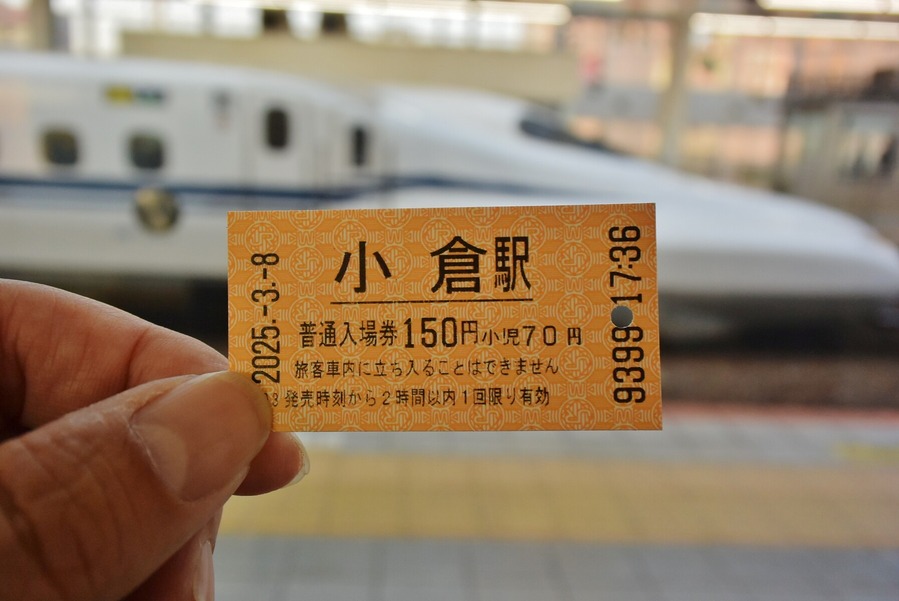 小倉駅
普通入場券150円小児70円
旅客車内に立ち入ることはできません
発売時刻から2時間以内1回限り有効
2025.-3.-8
9399 17:36